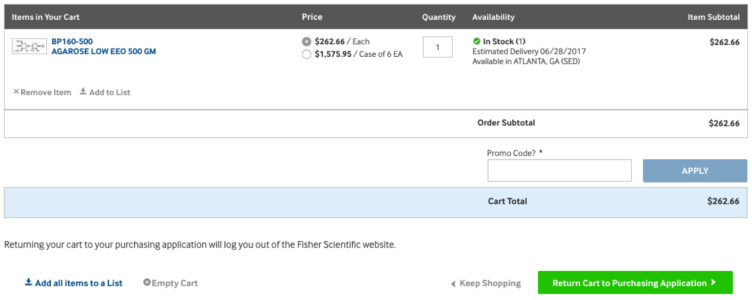 Items in Your Cart Price Quantity Availability Item Subtotal
BP160-500 $262.66 / Each 1 In Stock (1) $262.66
AGAROSE LOW EEO 500 GM $1,575.95 / Case of 6 EA Estimated Delivery 06/28/2017
Available in ATLANTA, GA (SED)
Remove Item Add to List
Order Subtotal $262.66
Promo Code? *
APPLY
Cart Total $262.66
Returning your cart to your purchasing application will log you out of the Fisher Scientific website.
Add all items to a List Empty Cart Keep Shopping Return Cart to Purchasing Application